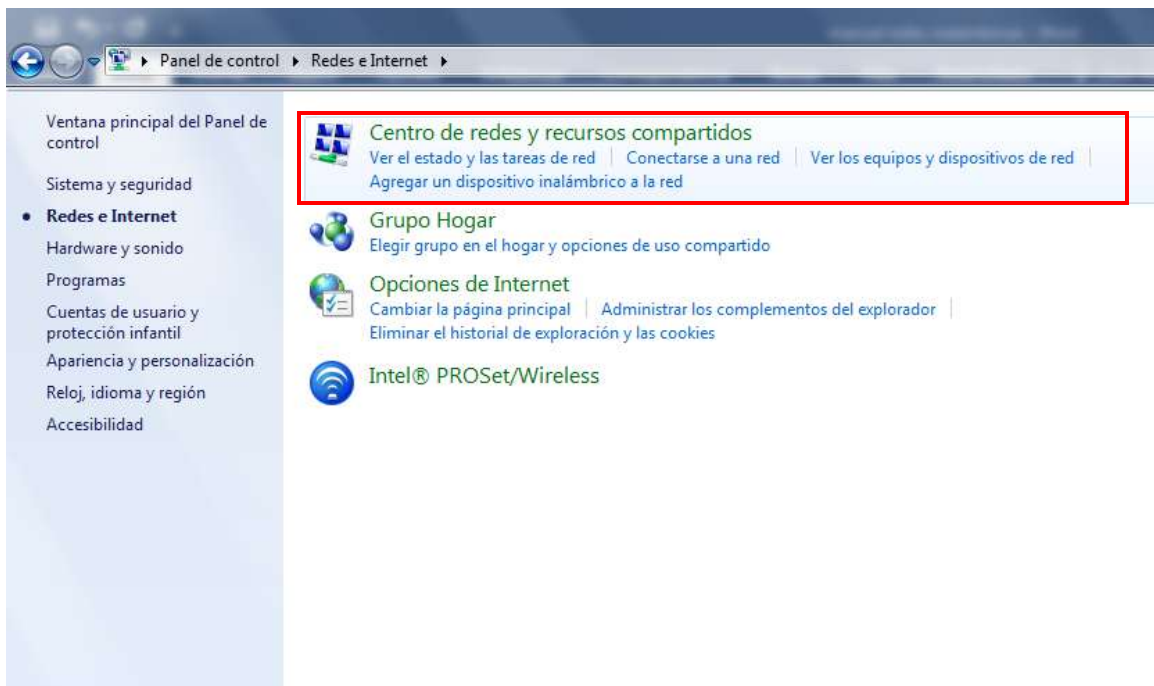 Panel de control Redes e Internet
Ventana principal del Panel de
control
Sistema y seguridad
Redes e Internet
Hardware y sonido
Programas
Cuentas de usuario y
protección infantil
Apariencia y personalización
Reloj, idioma y región
Accesibilidad
Centro de redes y recursos compartidos
Ver el estado y las tareas de red Conectarse a una red Ver los equipos y dispositivos de red
Agregar un dispositivo inalámbrico a la red
Grupo Hogar
Elegir grupo en el hogar y opciones de uso compartido
Opciones de Internet
Cambiar la página principal Administrar los complementos del explorador
Eliminar el historial de exploración y las cookies
Intel® PROSet/Wireless